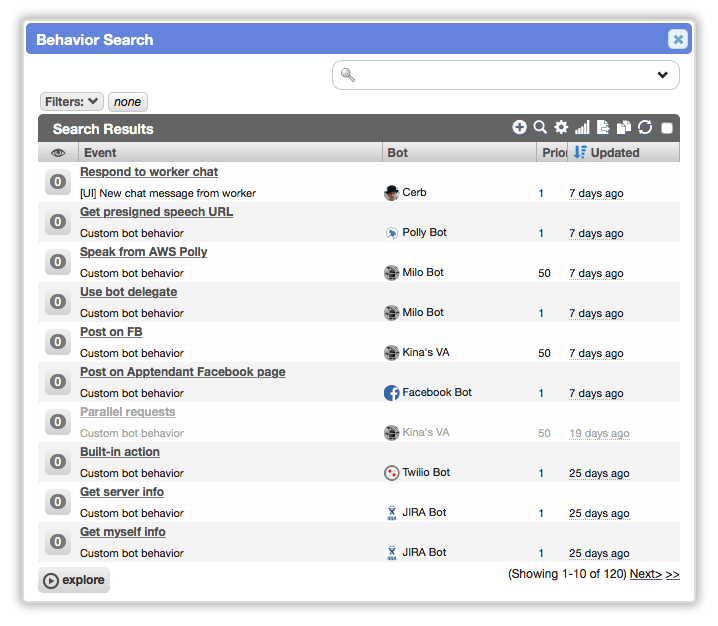 Behavior Search
Filters: none
Search Results
Event Bot Prior Updated
Respond to worker chat
0 [UI] New chat message from worker Cerb 1 7 days ago
Get presigned speech URL
0 Custom bot behavior Polly Bot 1 7 days ago
Speak from AWS Polly
0 Custom bot behavior Milo Bot 50 7 days ago
Use bot delegate
0 Custom bot behavior Milo Bot 1 7 days ago
Post on FB
0 Custom bot behavior Kina's VA 50 7 days ago
Post on Apptendant Facebook page
0 Custom bot behavior Facebook Bot 1 7 days ago
Parallel requests
0 Custom bot behavior Kina's VA 50 19 days ago
Built-in action
0 Custom bot behavior Twilio Bot 1 25 days ago
Get server info
0 Custom bot behavior JIRA Bot 1 25 days ago
Get myself info
0 Custom bot behavior JIRA Bot 1 25 days ago
explore (Showing 1-10 of 120) Next> >>